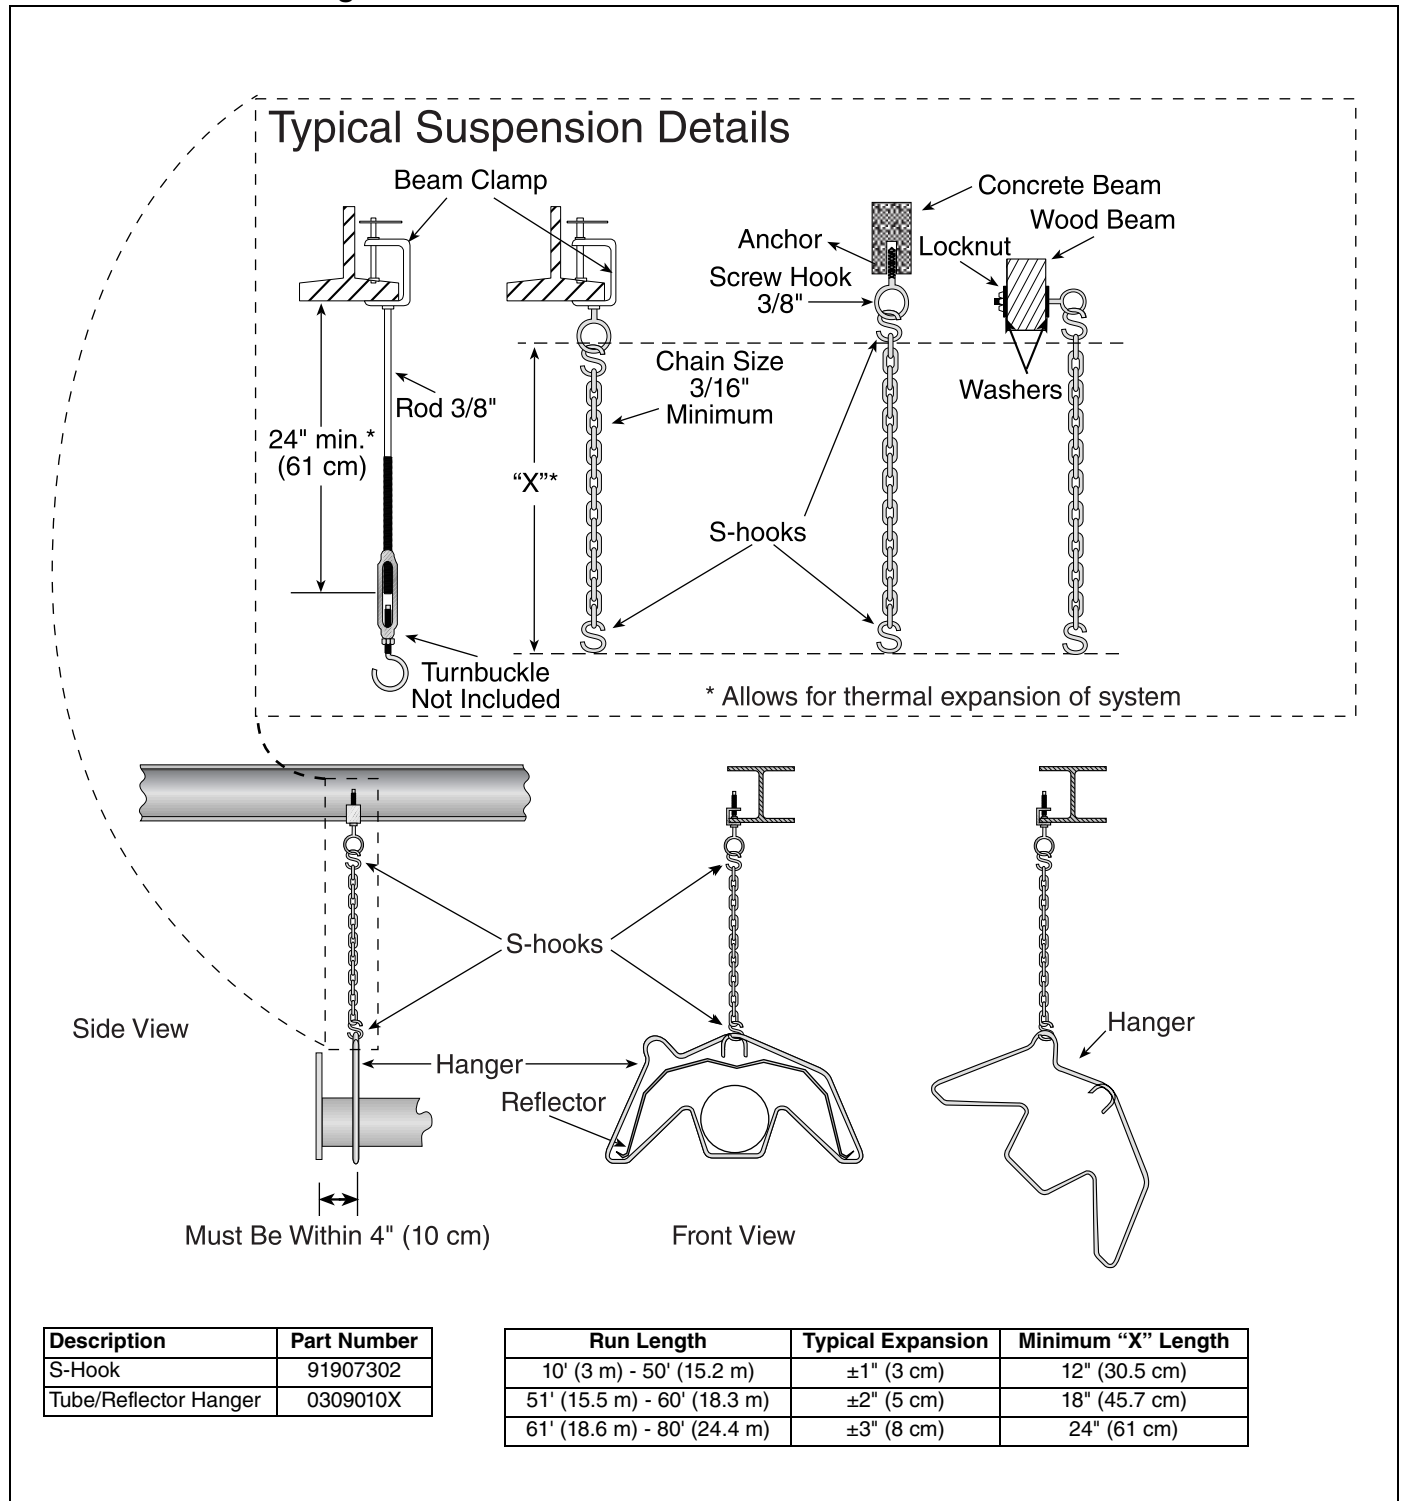 Typical Suspension Details
Beam Clamp
Concrete Beam
Wood Beam
Anchor
Locknut
Screw Hook
3/8"
Chain Size
3/16"
Minimum
Washers
Rod 3/8"
24" min.*
(61 cm)
“X”*
S-hooks
Turnbuckle
Not Included
* Allows for thermal expansion of system
S-hooks
Side View
Hanger
Hanger
Reflector
Must Be Within 4" (10 cm)
Front View
Description Part Number
S-Hook 91907302
Tube/Reflector Hanger 0309010X
Run Length Typical Expansion Minimum “X” Length
10' (3 m) - 50' (15.2 m) ±1" (3 cm) 12" (30.5 cm)
51' (15.5 m) - 60' (18.3 m) ±2" (5 cm) 18" (45.7 cm)
61' (18.6 m) - 80' (24.4 m) ±3" (8 cm) 24" (61 cm)